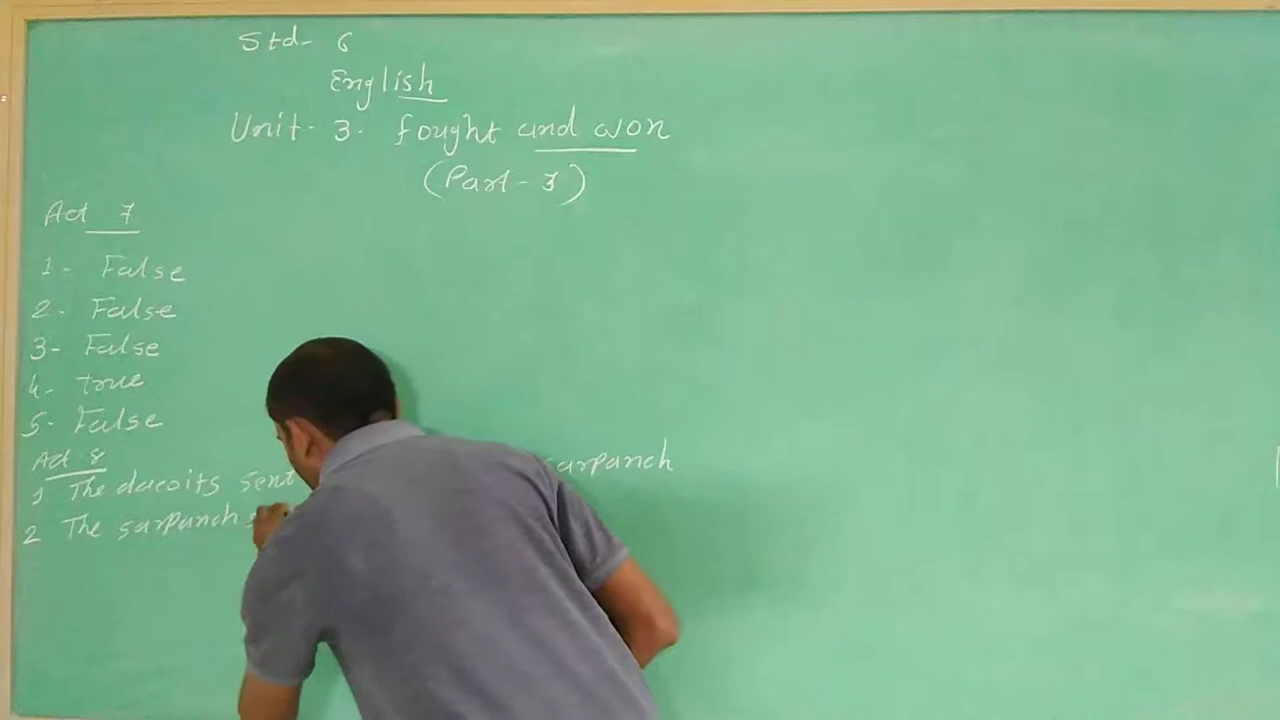 Std- 6
English
Unit- 3. fought and won
(Part- 3)
Act 7
1- False
2- False
3- False
4- true
5- False
Act 8
1 The dacoits sent sarpanch
2 The sarpanch